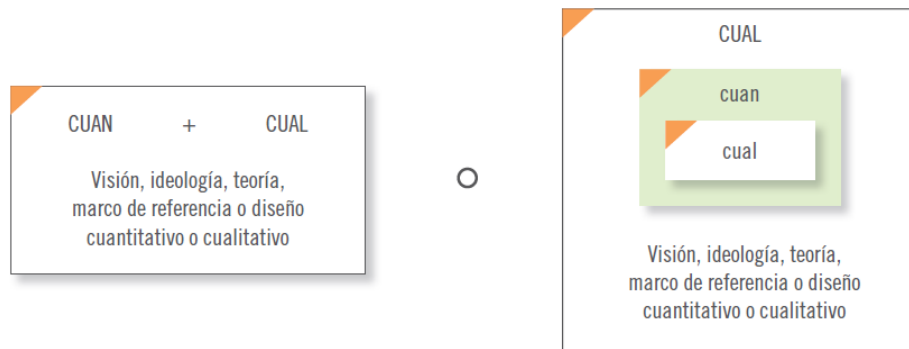 CUAN + CUAL
Visión, ideología, teoría,
marco de referencia o diseño
cuantitativo o cualitativo
O
CUAL
cuan
cual
Visión, ideología, teoría,
marco de referencia o diseño
cuantitativo o cualitativo